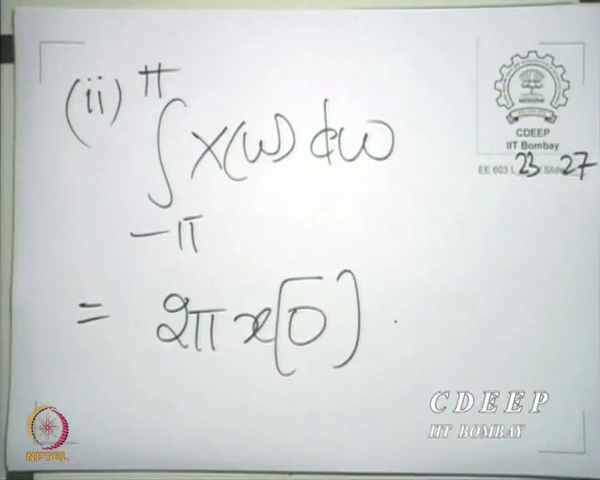 (ii) ∫_{-π}^{π} X(ω) dω
= 2π x[0].
CDEEP
IIT Bombay
EE 603 L 23 / Slide 27
NPTEL
CDEEP
IIT BOMBAY